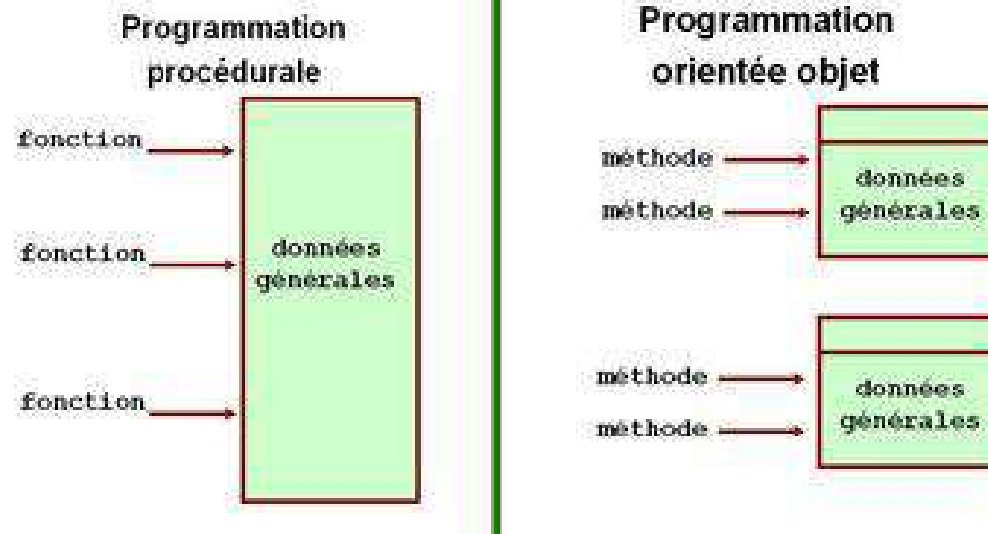 Programmation
procédurale
fonction
fonction
données
générales
fonction
Programmation
orientée objet
méthode
méthode
données
générales
méthode
méthode
données
générales